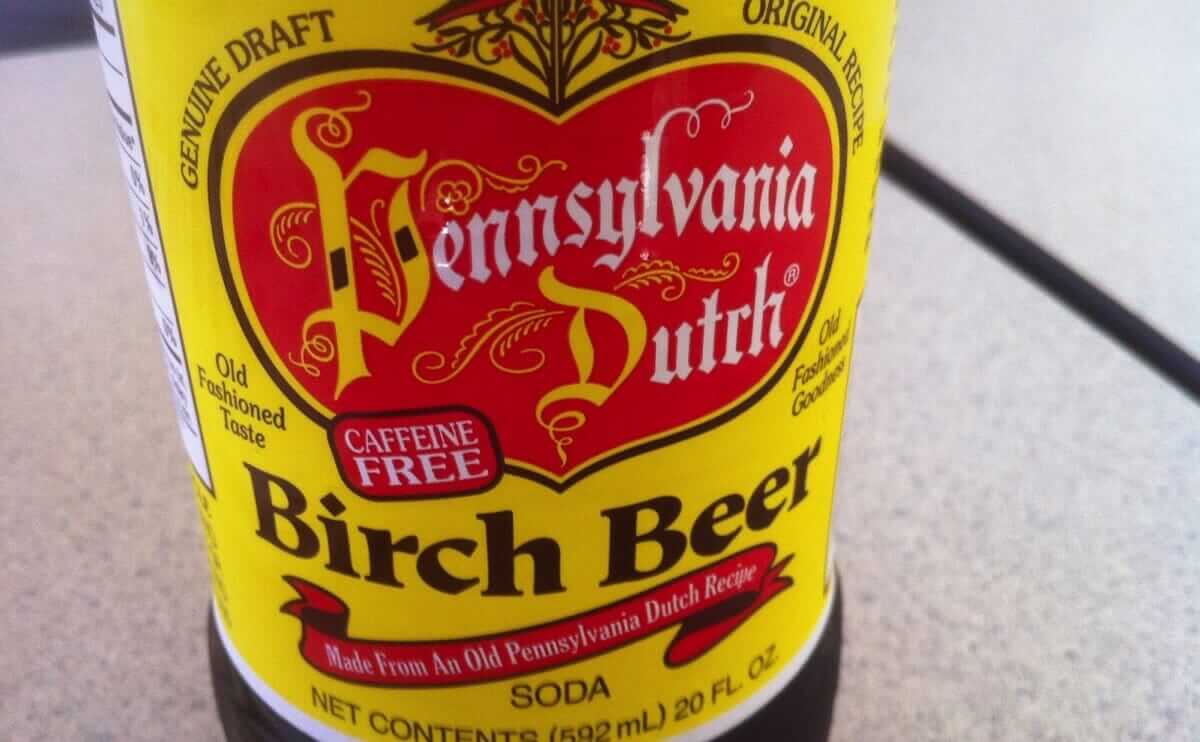 GENUINE DRAFT
ORIGINAL RECIPE
Pennsylvania
Dutch®
Old
Fashioned
Taste
Old
Fashioned
Goodness
CAFFEINE
FREE
Birch Beer
Made From An Old Pennsylvania Dutch Recipe
SODA
NET CONTENTS (592 mL) 20 FL. OZ.